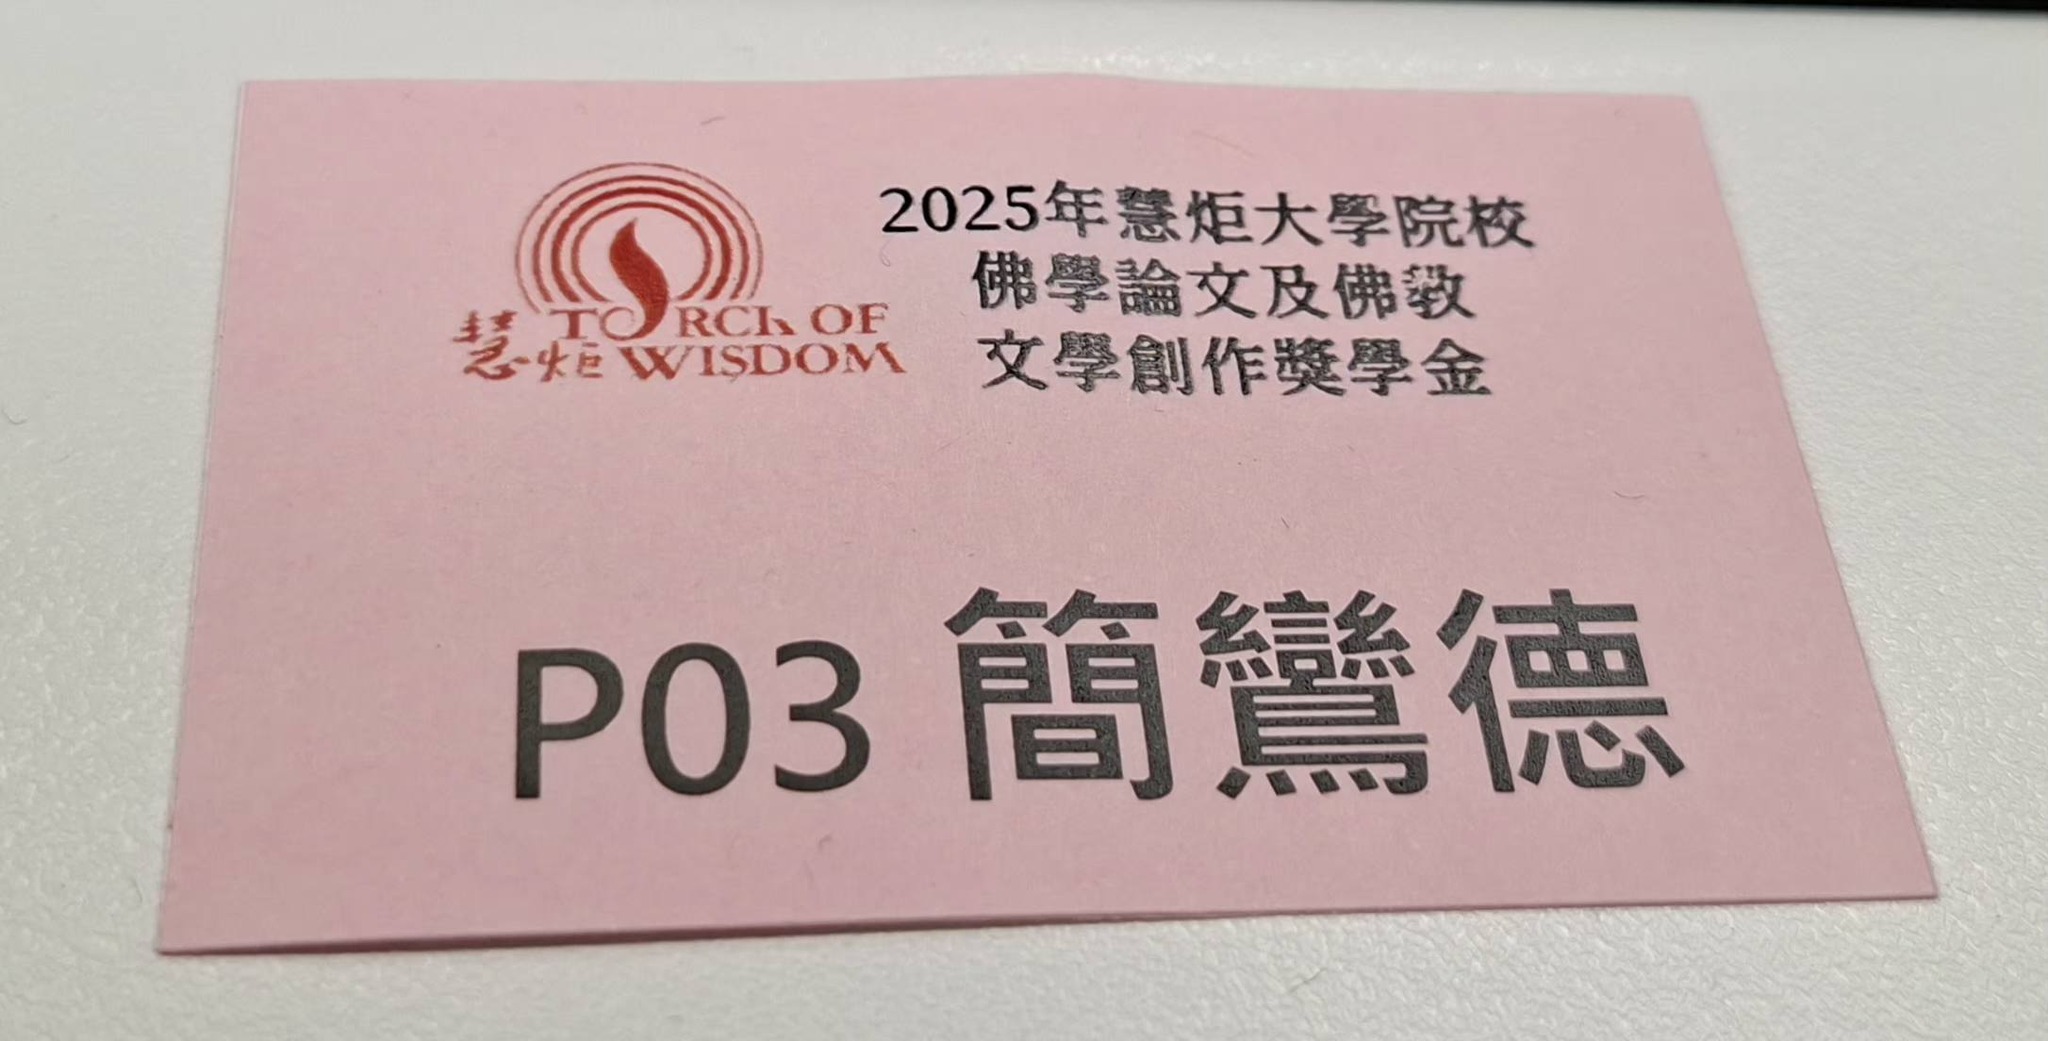 慧炬 TORCH OF
WISDOM
2025年慧炬大學院校
佛學論文及佛教
文學創作獎學金
P03 簡鸞德